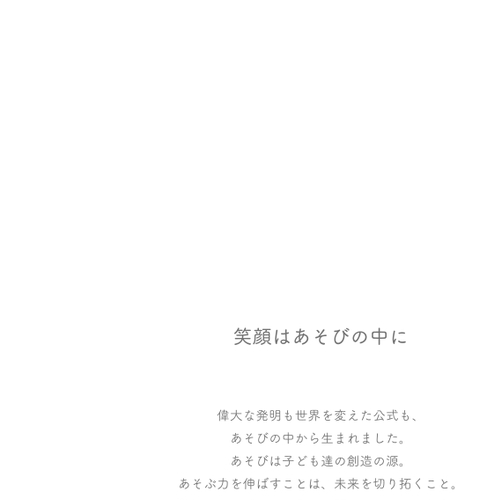 笑顔はあそびの中に
偉大な発明も世界を変えた公式も、
あそびの中から生まれました。
あそびは子ども達の創造の源。
あそぶ力を伸ばすことは、未来を切り拓くこと。